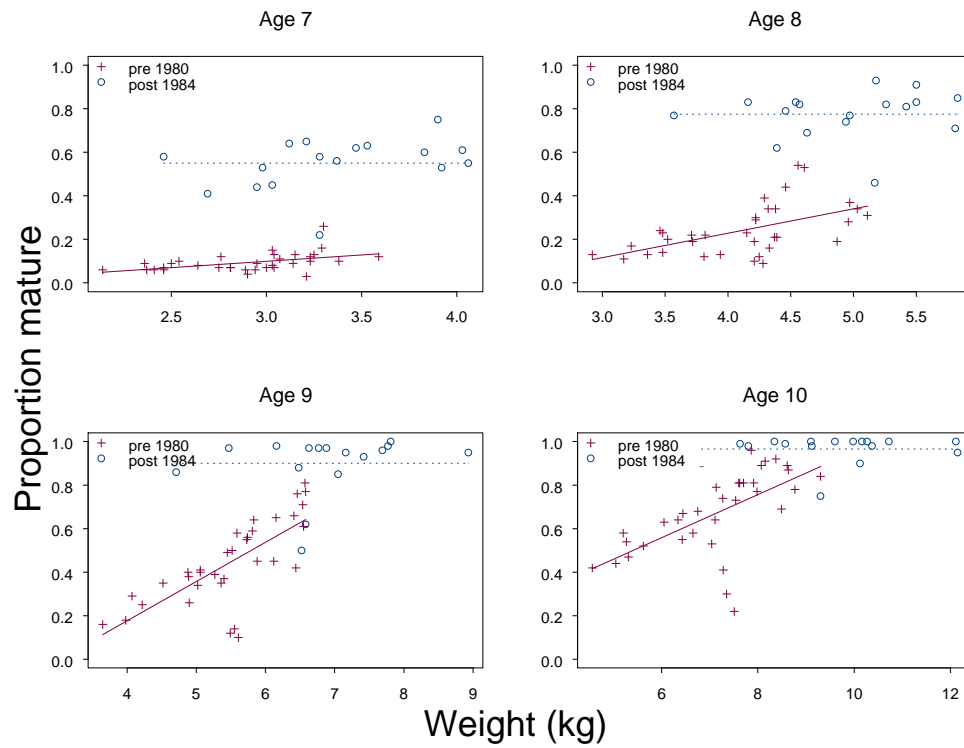 Age 7
Age 8
1.0
0.8
0.6
0.4
0.2
0.0
pre 1980
post 1984
2.5 3.0 3.5 4.0
1.0
0.8
0.6
0.4
0.2
0.0
pre 1980
post 1984
3.0 3.5 4.0 4.5 5.0 5.5
Proportion mature
Age 9
Age 10
1.0
0.8
0.6
0.4
0.2
0.0
pre 1980
post 1984
4 5 6 7 8 9
1.0
0.8
0.6
0.4
0.2
0.0
pre 1980
post 1984
6 8 10 12
Weight (kg)